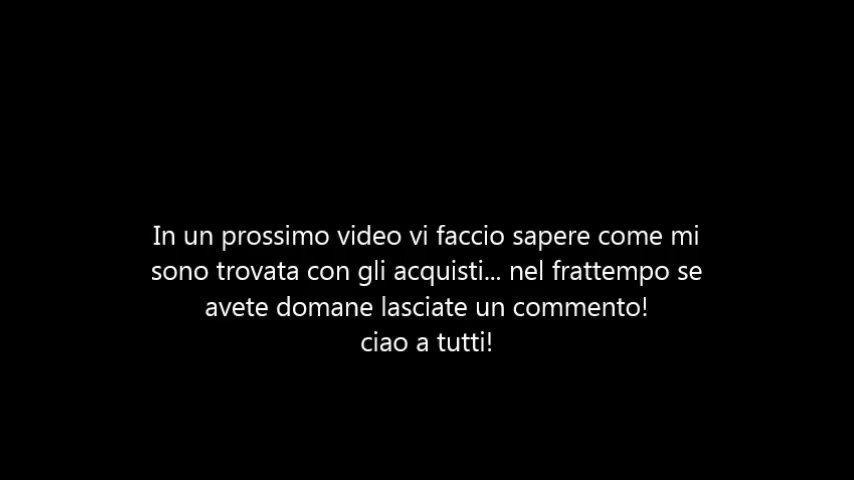 In un prossimo video vi faccio sapere come mi
sono trovata con gli acquisti... nel frattempo se
avete domane lasciate un commento!
ciao a tutti!